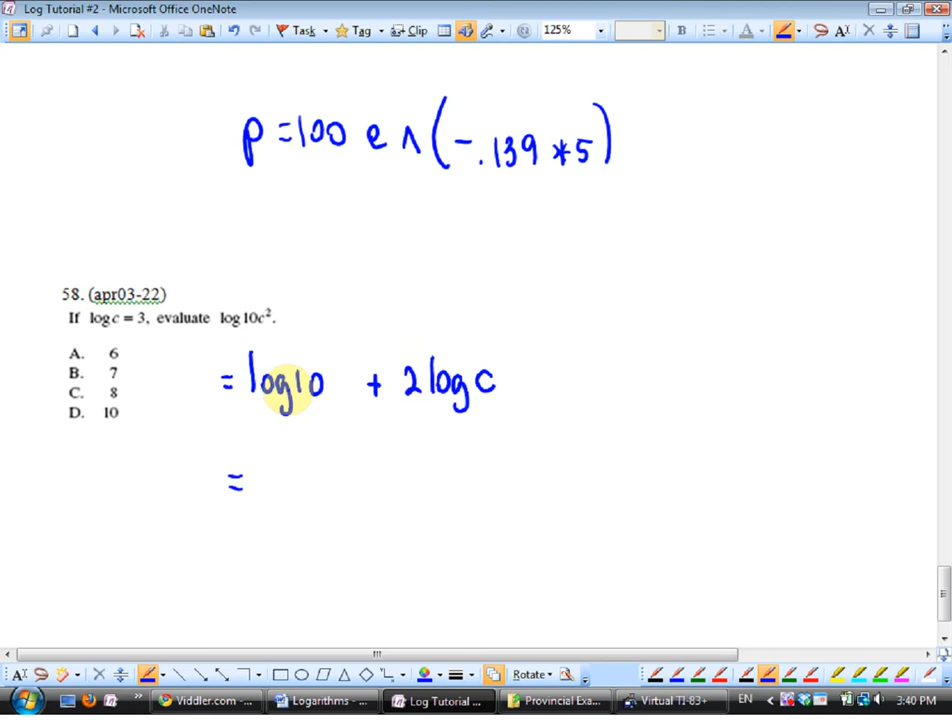 Log Tutorial #2 - Microsoft Office OneNote
Task Tag Clip 125% B A
p = 100 e ^ (-.139 * 5)
58. (apr03-22)
If log c = 3, evaluate log 10c².
A. 6
B. 7
C. 8
D. 10
= log10 + 2 log c
=
Rotate
Viddler.com - ... Logarithms - ... Log Tutorial ... Provincial Exa... Virtual TI-83+ EN 3:40 PM